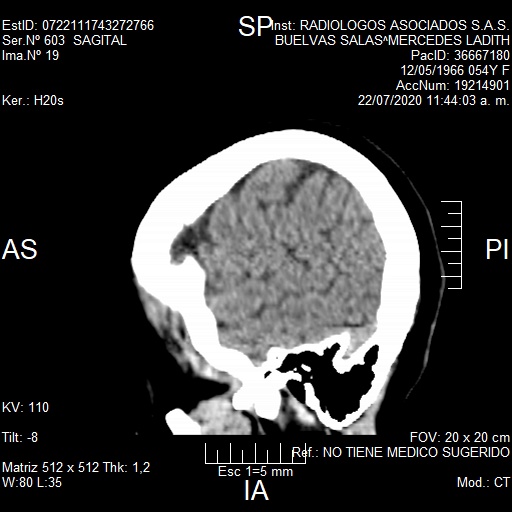 EstID: 0722111743272766
Ser.Nº 603 SAGITAL
Ima.Nº 19
Ker.: H20s
SP
Inst: RADIOLOGOS ASOCIADOS S.A.S.
BUELVAS SALAS^MERCEDES LADITH
PacID: 36667180
12/05/1966 054Y F
AccNum: 19214901
22/07/2020 11:44:03 a. m.
AS
PI
KV: 110
Tilt: -8
Matriz 512 x 512 Thk: 1,2
W:80 L:35
Esc 1=5 mm
IA
FOV: 20 x 20 cm
Ref.: NO TIENE MEDICO SUGERIDO
Mod.: CT